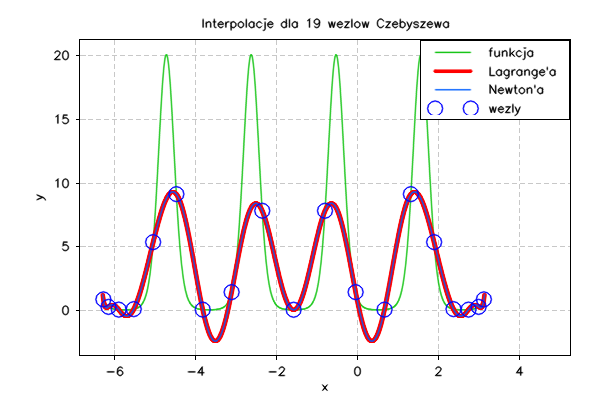 Interpolacje dla 19 wezlow Czebyszewa
funkcja
Lagrange'a
Newton'a
wezly
y
20
15
10
5
0
−6 −4 −2 0 2 4
x